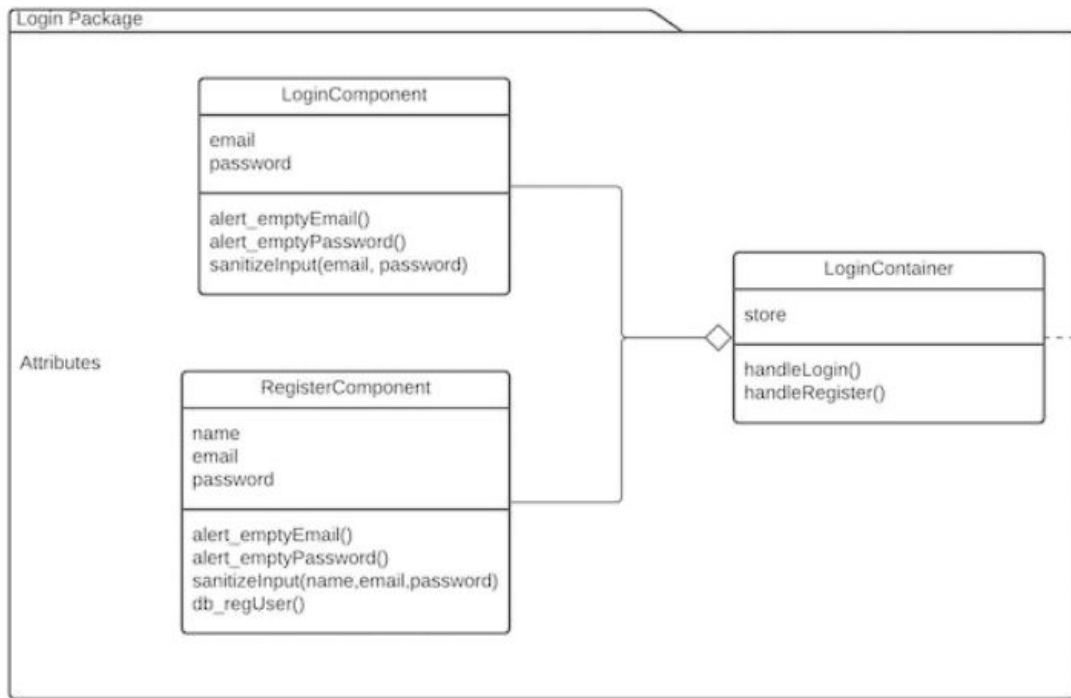 Login Package
LoginComponent
email
password
alert_emptyEmail()
alert_emptyPassword()
sanitizeInput(email, password)
LoginContainer
store
handleLogin()
handleRegister()
Attributes
RegisterComponent
name
email
password
alert_emptyEmail()
alert_emptyPassword()
sanitizeInput(name,email,password)
db_regUser()